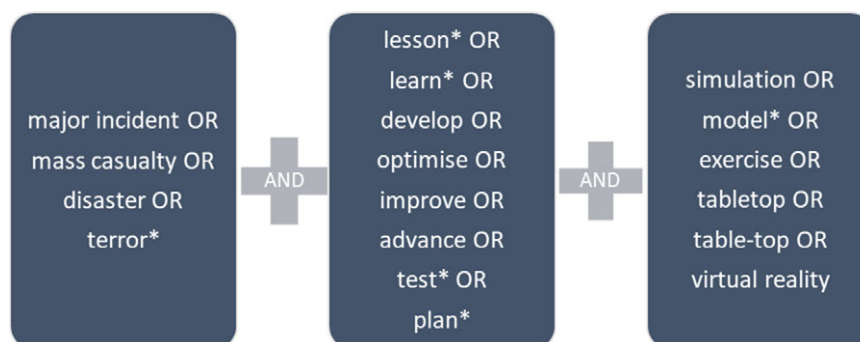 major incident OR
mass casualty OR
disaster OR
terror*
AND
lesson* OR
learn* OR
develop OR
optimise OR
improve OR
advance OR
test* OR
plan*
AND
simulation OR
model* OR
exercise OR
tabletop OR
table-top OR
virtual reality